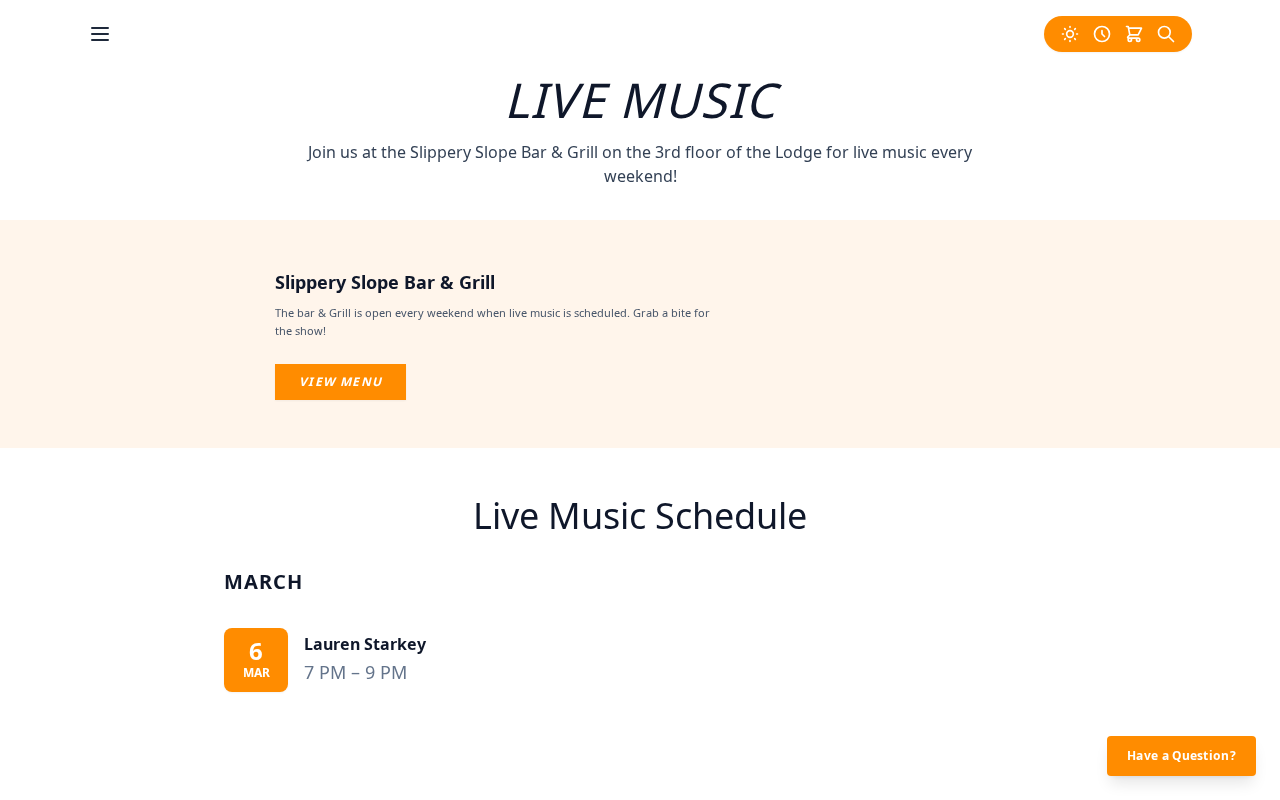 LIVE MUSIC
Join us at the Slippery Slope Bar & Grill on the 3rd floor of the Lodge for live music every
weekend!
Slippery Slope Bar & Grill
The bar & Grill is open every weekend when live music is scheduled. Grab a bite for
the show!
VIEW MENU
Live Music Schedule
MARCH
6
MAR
Lauren Starkey
7 PM – 9 PM
Have a Question?